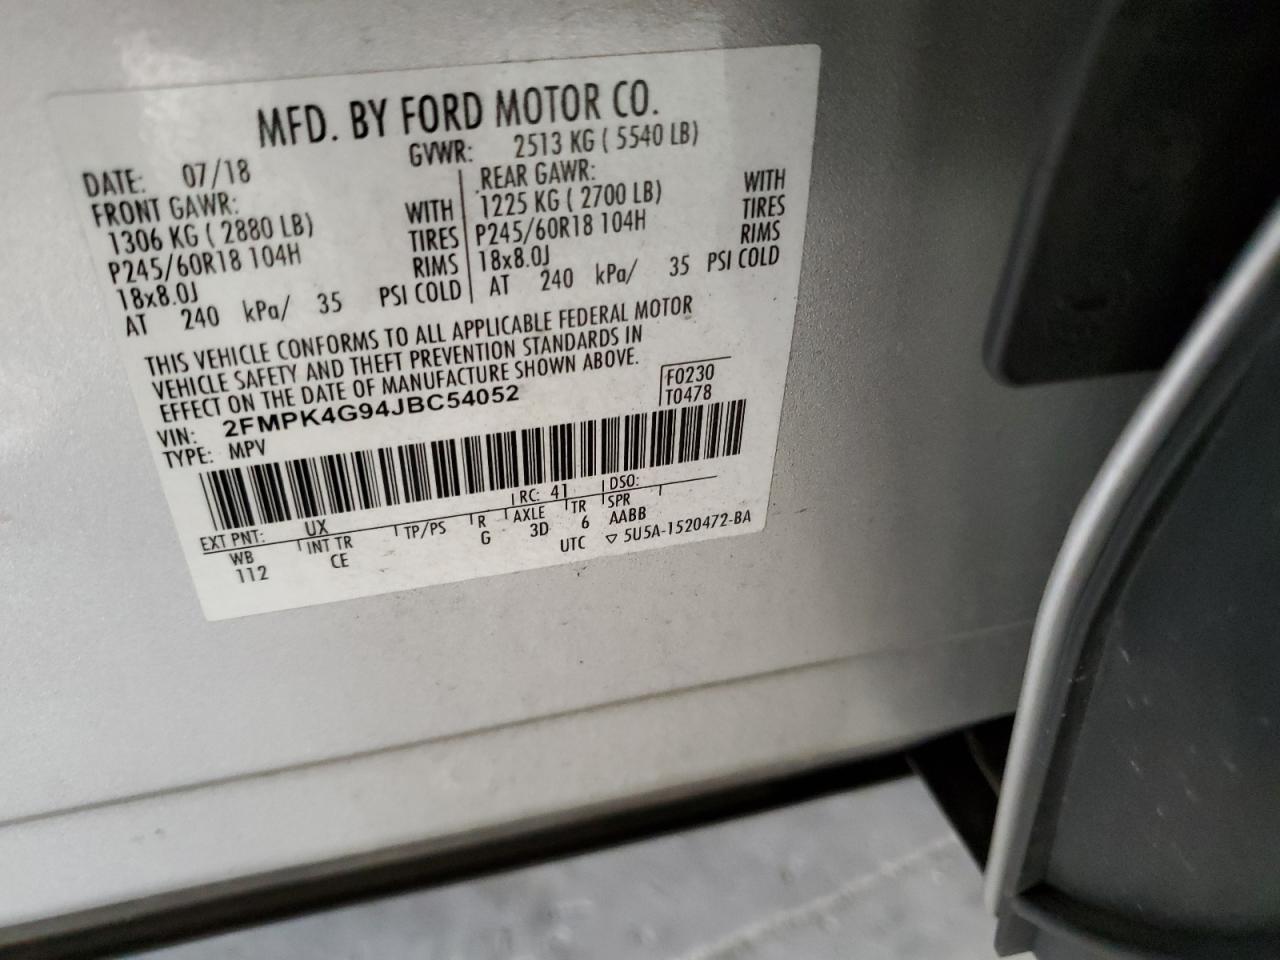 MFD. BY FORD MOTOR CO.
DATE: 07/18 GVWR: 2513 KG ( 5540 LB)
FRONT GAWR: REAR GAWR:
1306 KG ( 2880 LB) WITH 1225 KG ( 2700 LB) WITH
P245/60R18 104H TIRES P245/60R18 104H TIRES
18x8.0J RIMS 18x8.0J RIMS
AT 240 kPa/ 35 PSI COLD AT 240 kPa/ 35 PSI COLD
THIS VEHICLE CONFORMS TO ALL APPLICABLE FEDERAL MOTOR
VEHICLE SAFETY AND THEFT PREVENTION STANDARDS IN
EFFECT ON THE DATE OF MANUFACTURE SHOWN ABOVE.
VIN: 2FMPK4G94JBC54052 F0230
TYPE: MPV T0478
EXT PNT: UX RC: 41 DSO:
WB INT TR TP/PS R AXLE TR SPR
112 CE G 3D 6 AABB
UTC ▽ 5U5A-1520472-BA